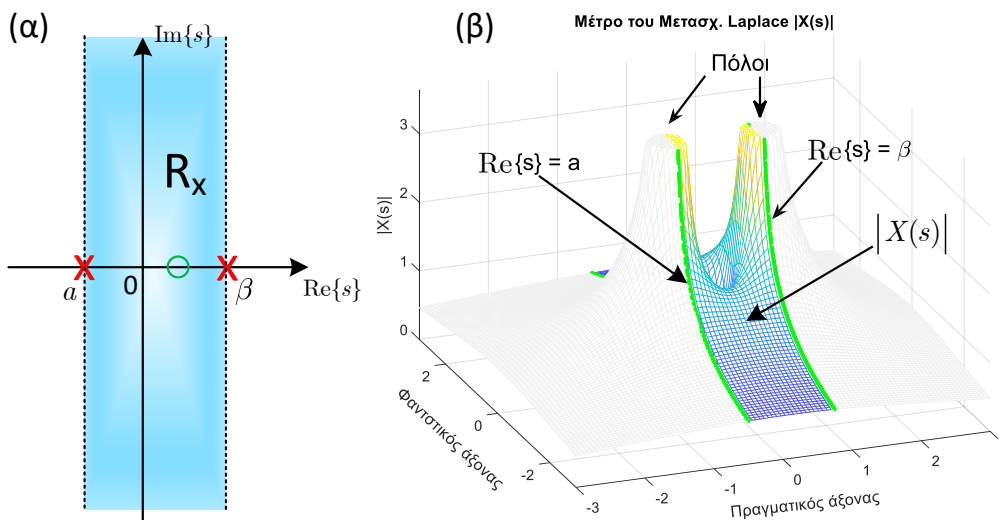 (α)
Im{s}
R_x
a
0
β
Re{s}
(β)
Μέτρο του Μετασχ. Laplace |X(s)|
Πόλοι
Re{s} = a
Re{s} = β
|X(s)|
|X(s)|
3
2
1
0
2
0
-2
Φανταστικός άξονας
-3
-2
-1
0
1
2
Πραγματικός άξονας